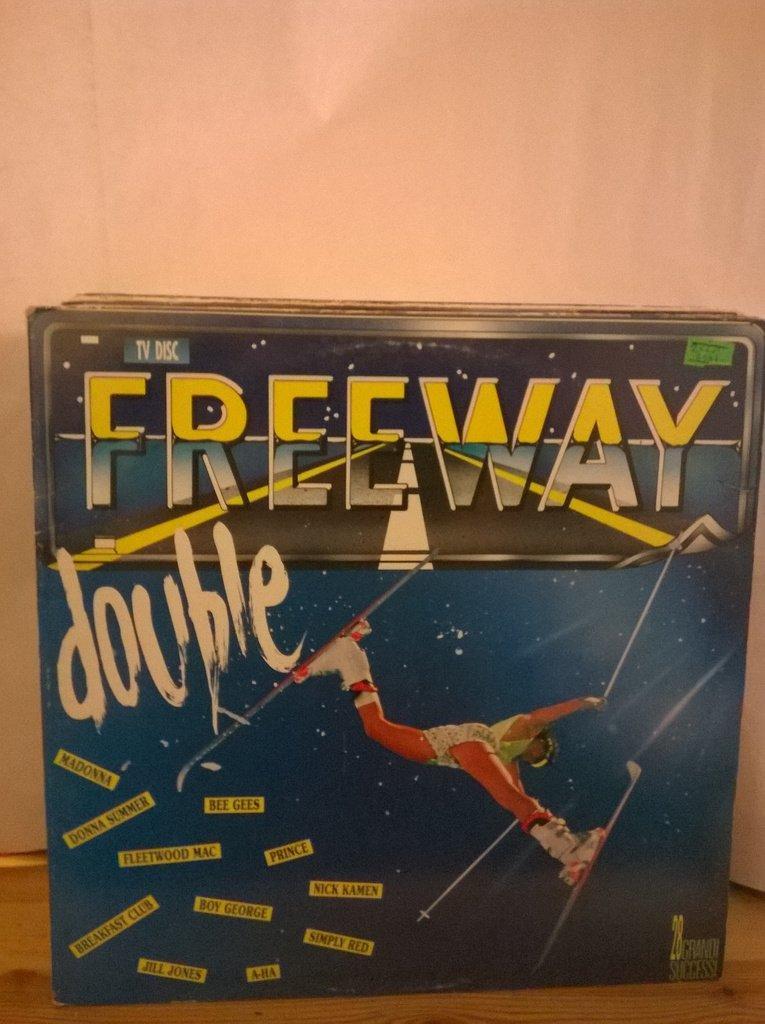 TV DISC
FREEWAY
double
MADONNA
DONNA SUMMER
BEE GEES
FLEETWOOD MAC
PRINCE
NICK KAMEN
BREAKFAST CLUB
BOY GEORGE
SIMPLY RED
JILL JONES
A-HA
28 GRANDI
SUCCESSI